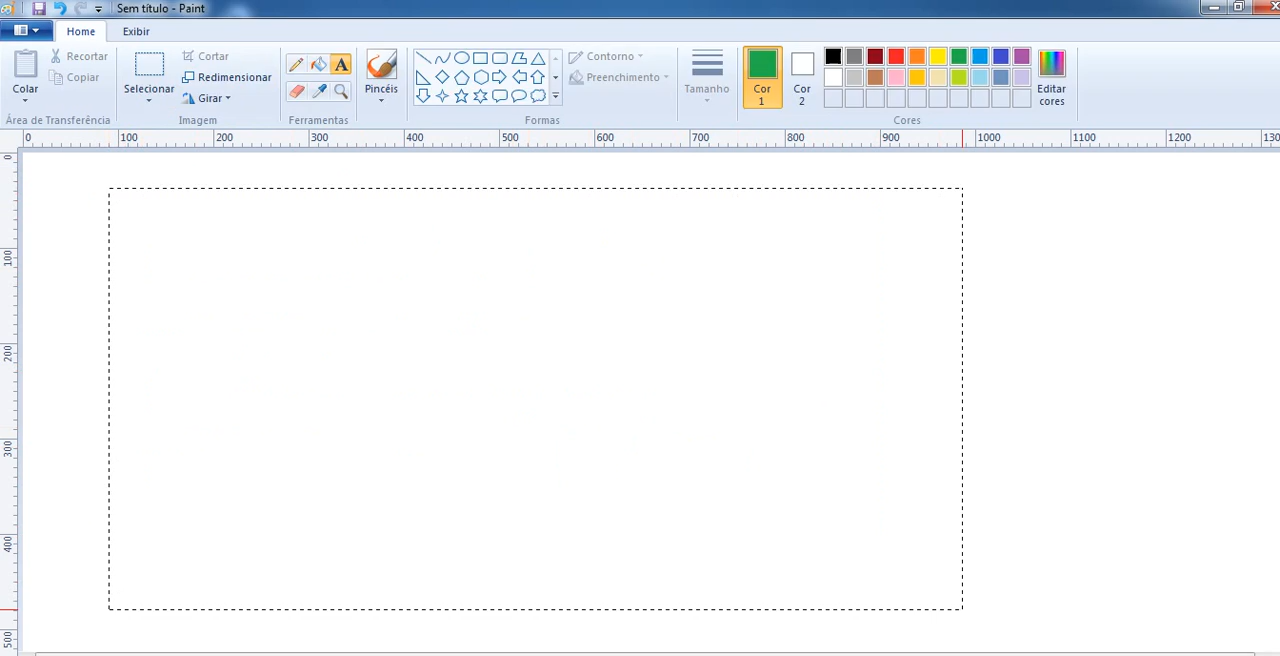 Sem título - Paint
Home Exibir
Colar
Recortar
Copiar
Área de Transferência
Selecionar
Cortar
Redimensionar
Girar
Imagem
A
Ferramentas
Pincéis
Contorno
Preenchimento
Formas
Tamanho
Cor
1
Cor
2
Editar
cores
Cores
0 100 200 300 400 500 600 700 800 900 1000 1100 1200 1300
0
100
200
300
400
500